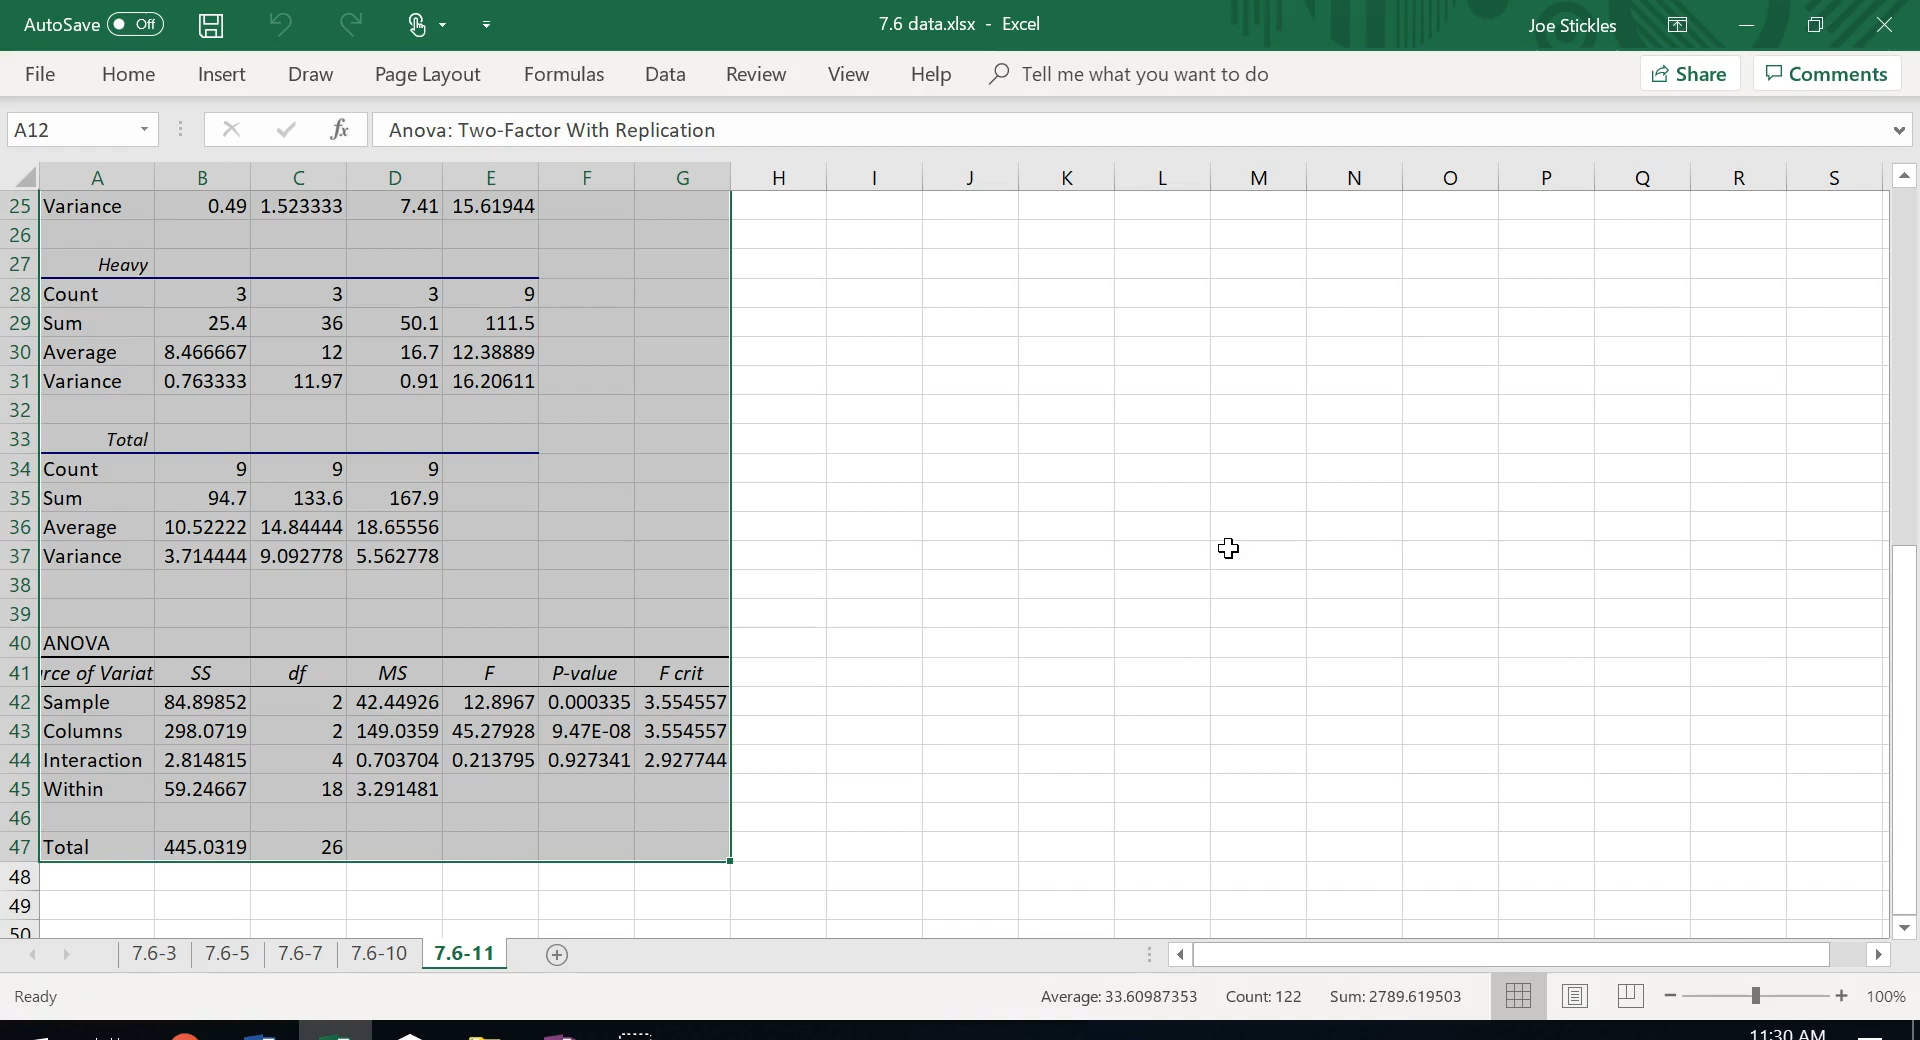 AutoSave Off 7.6 data.xlsx - Excel Joe Stickles
File Home Insert Draw Page Layout Formulas Data Review View Help Tell me what you want to do Share Comments
A12 fx Anova: Two-Factor With Replication
A B C D E F G H I J K L M N O P Q R S
25 Variance 0.49 1.523333 7.41 15.61944
26
27 Heavy
28 Count 3 3 3 9
29 Sum 25.4 36 50.1 111.5
30 Average 8.466667 12 16.7 12.38889
31 Variance 0.763333 11.97 0.91 16.20611
32
33 Total
34 Count 9 9 9
35 Sum 94.7 133.6 167.9
36 Average 10.52222 14.84444 18.65556
37 Variance 3.714444 9.092778 5.562778
38
39
40 ANOVA
41 rce of Variat SS df MS F P-value F crit
42 Sample 84.89852 2 42.44926 12.8967 0.000335 3.554557
43 Columns 298.0719 2 149.0359 45.27928 9.47E-08 3.554557
44 Interaction 2.814815 4 0.703704 0.213795 0.927341 2.927744
45 Within 59.24667 18 3.291481
46
47 Total 445.0319 26
48
49
50
7.6-3 7.6-5 7.6-7 7.6-10 7.6-11
Ready Average: 33.60987353 Count: 122 Sum: 2789.619503 100%
11:30 AM